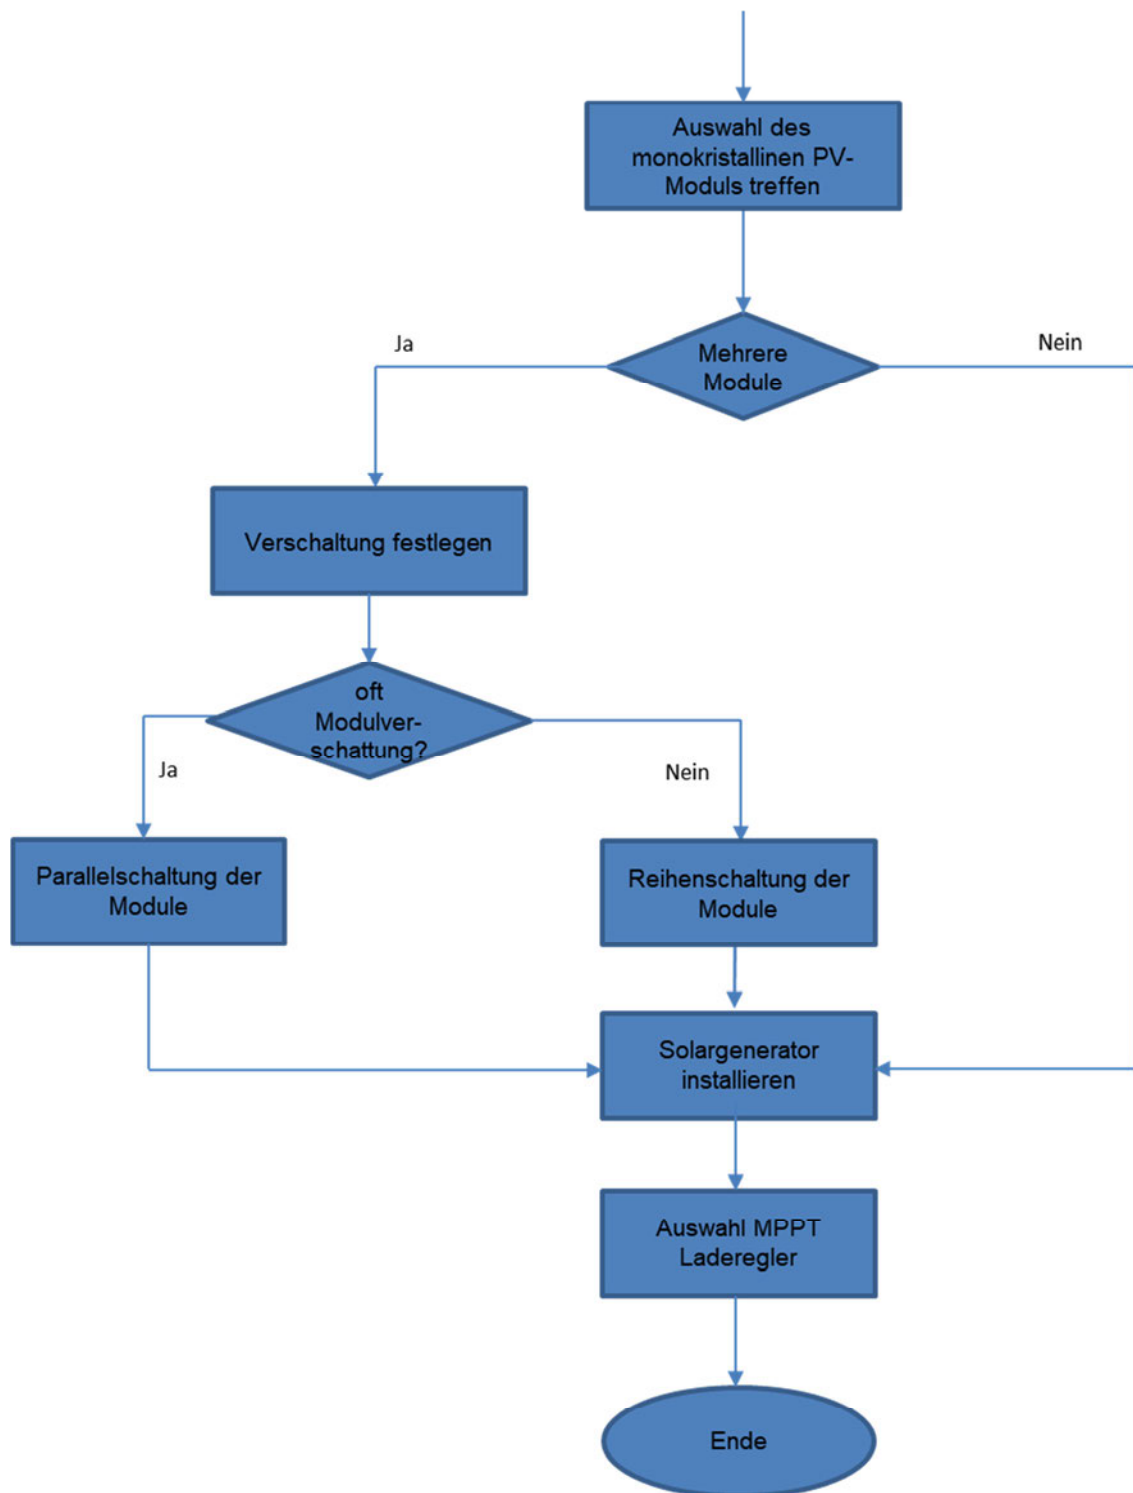 Auswahl des
monokristallinen PV-
Moduls treffen
Ja
Mehrere
Module
Nein
Verschaltung festlegen
oft
Modulver-
schattung?
Ja
Nein
Parallelschaltung der
Module
Reihenschaltung der
Module
Solargenerator
installieren
Auswahl MPPT
Laderegler
Ende